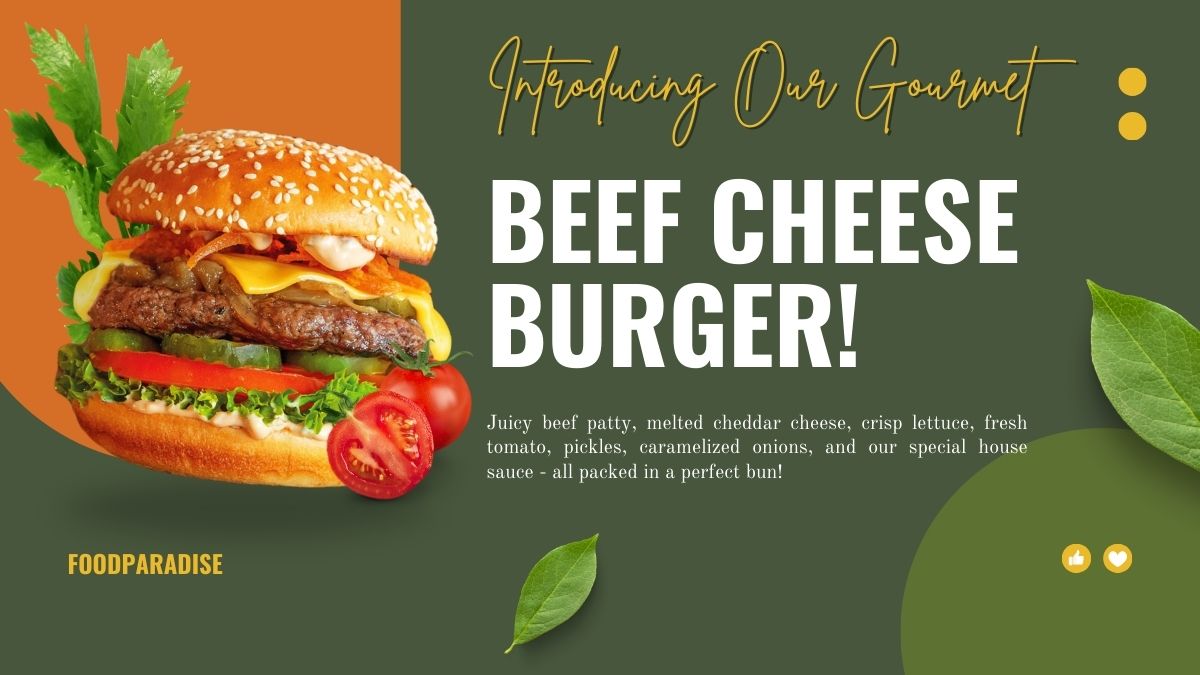 Introducing Our Gourmet
BEEF CHEESE
BURGER!
Juicy beef patty, melted cheddar cheese, crisp lettuce, fresh
tomato, pickles, caramelized onions, and our special house
sauce - all packed in a perfect bun!
FOODPARADISE